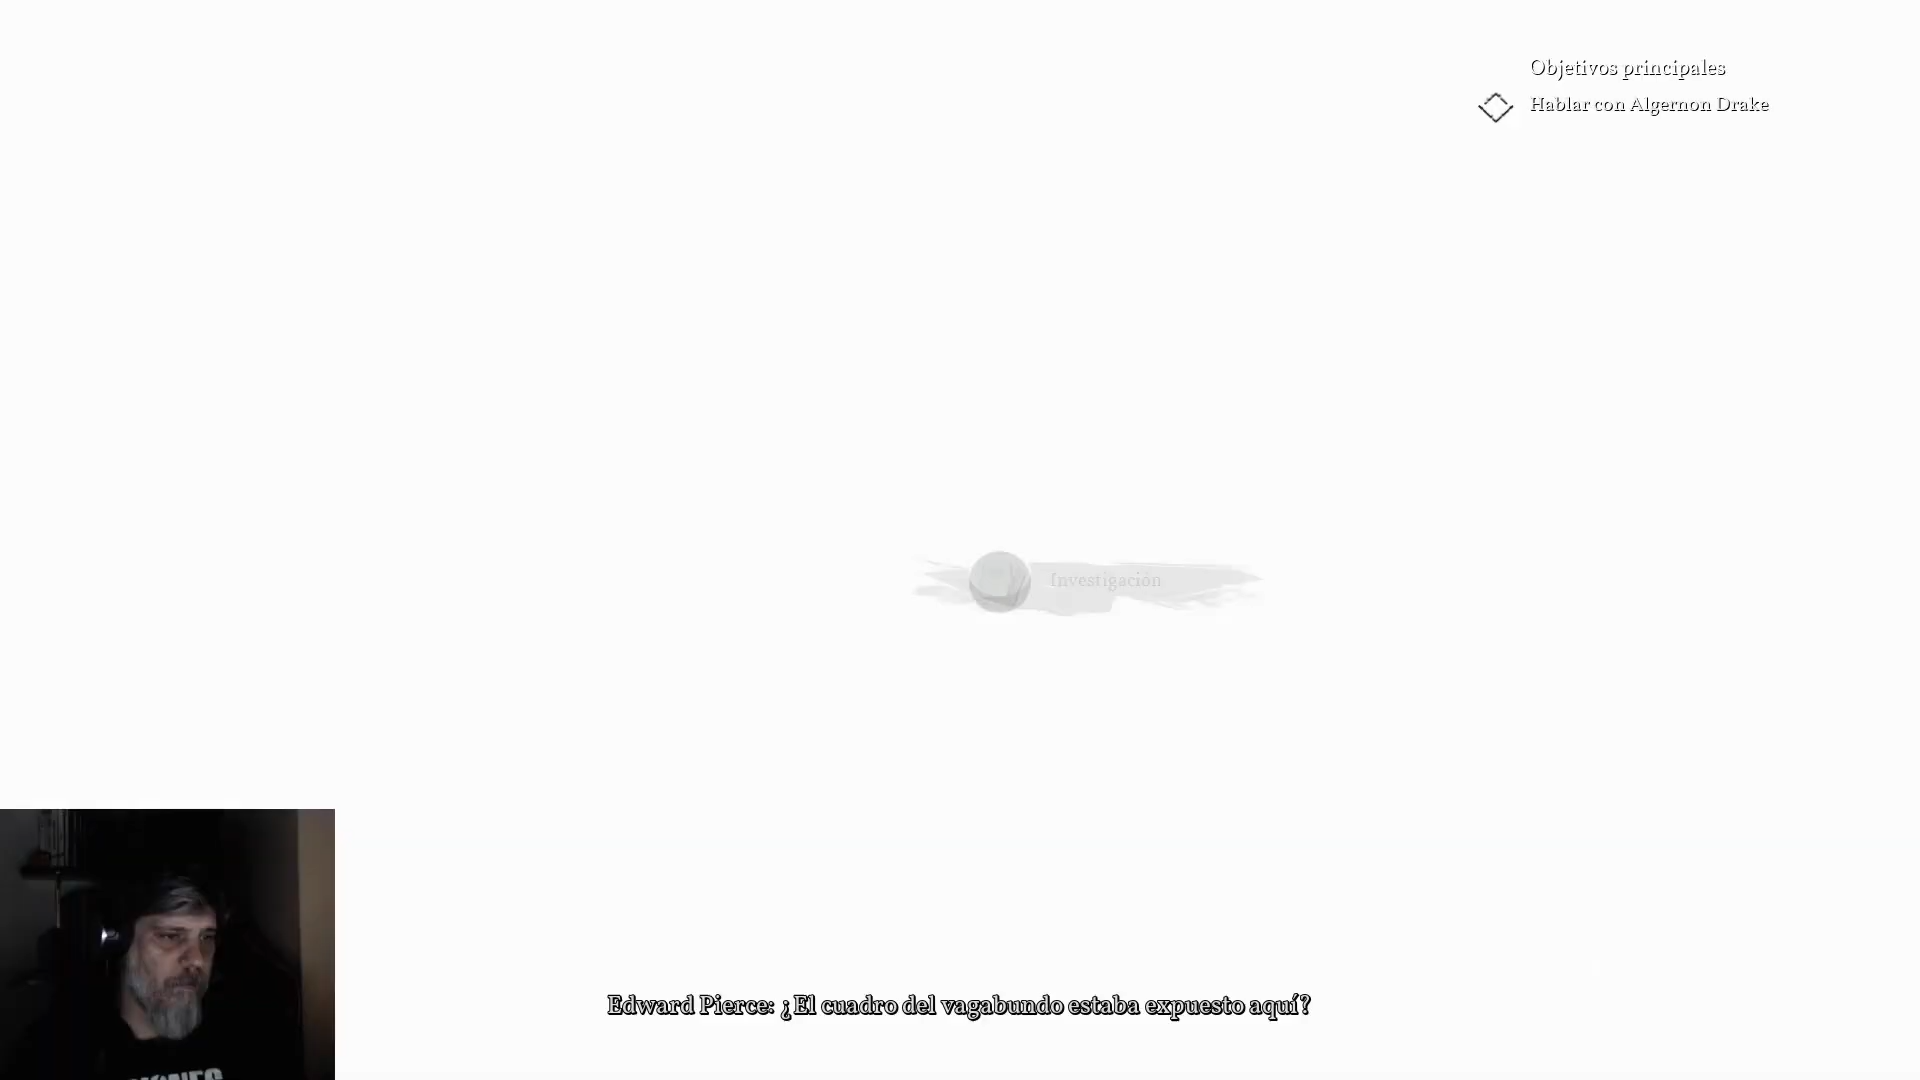 Objetivos principales
Hablar con Algernon Drake
Investigación
Edward Pierce: ¿El cuadro del vagabundo estaba expuesto aquí?